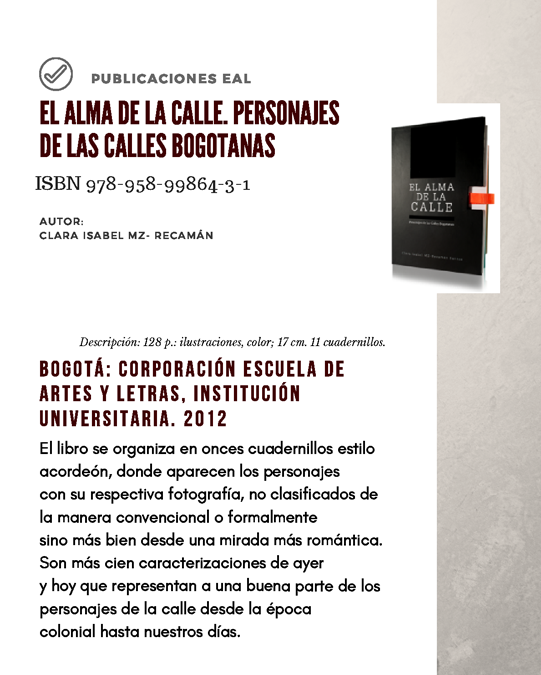 PUBLICACIONES EAL
EL ALMA DE LA CALLE. PERSONAJES
DE LAS CALLES BOGOTANAS
ISBN 978-958-99864-3-1
AUTOR:
CLARA ISABEL MZ- RECAMÁN
EL ALMA
DE LA
CALLE
Descripción: 128 p.: ilustraciones, color; 17 cm. 11 cuadernillos.
BOGOTÁ: CORPORACIÓN ESCUELA DE
ARTES Y LETRAS, INSTITUCIÓN
UNIVERSITARIA. 2012
El libro se organiza en onces cuadernillos estilo
acordeón, donde aparecen los personajes
con su respectiva fotografía, no clasificados de
la manera convencional o formalmente
sino más bien desde una mirada más romántica.
Son más cien caracterizaciones de ayer
y hoy que representan a una buena parte de los
personajes de la calle desde la época
colonial hasta nuestros días.